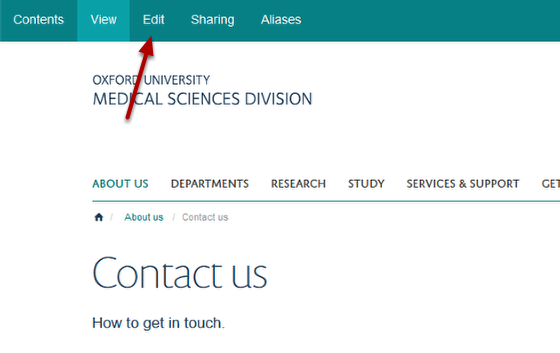 Contents View Edit Sharing Aliases
OXFORD UNIVERSITY
MEDICAL SCIENCES DIVISION
ABOUT US DEPARTMENTS RESEARCH STUDY SERVICES & SUPPORT GET
/ About us / Contact us
Contact us
How to get in touch.